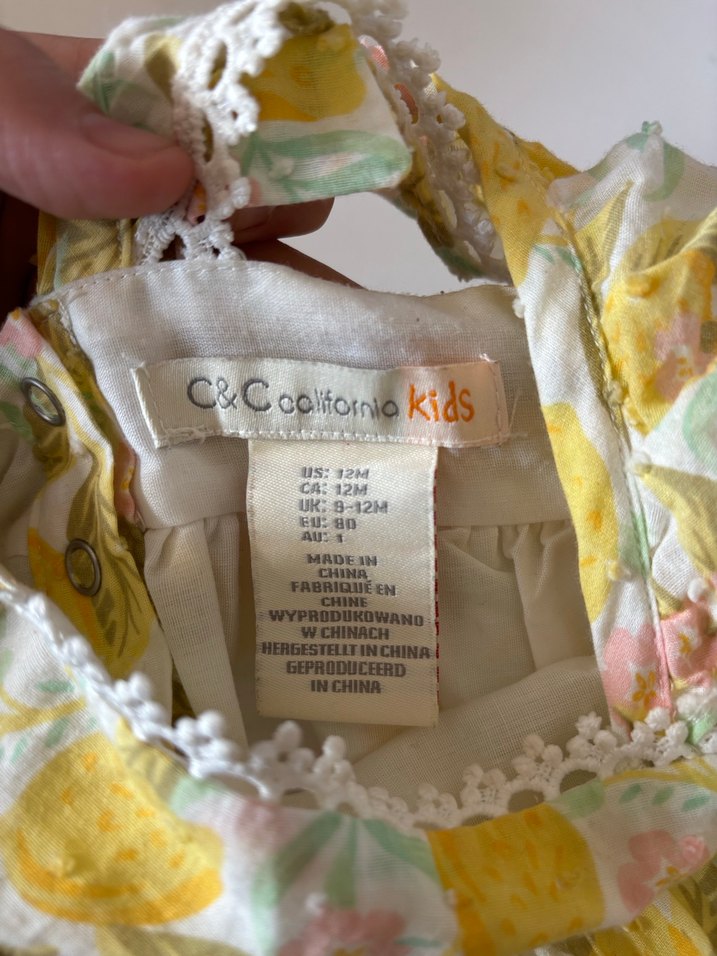 C&C california kids
US: 12M
CA: 12M
UK: 9-12M
EU: 80
AU: 1
MADE IN
CHINA
FABRIQUÉ EN
CHINE
WYPRODUKOWANO
W CHINACH
HERGESTELLT IN CHINA
GEPRODUCEERD
IN CHINA